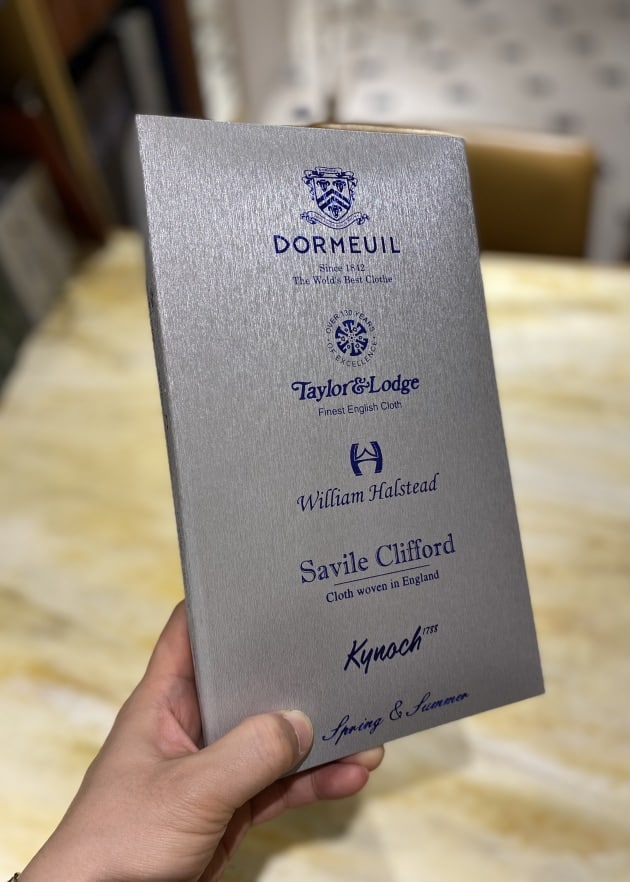 DORMEUIL
Since 1842
The Wold's Best Clothe
OVER 130 YEARS
OF EXCELLENCE
Taylor&Lodge
Finest English Cloth
William Halstead
Savile Clifford
Cloth woven in England
Kynoch 1788
Spring & Summer